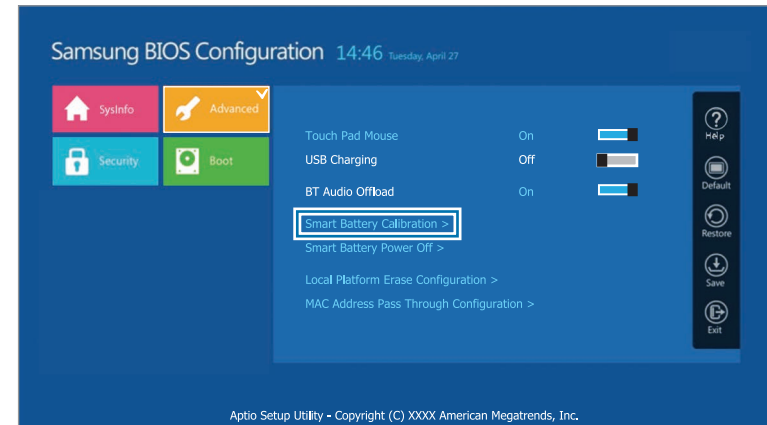 Samsung BIOS Configuration 14:46 Tuesday, April 27
SysInfo
Advanced
Security
Boot
Touch Pad Mouse On
USB Charging Off
BT Audio Offload On
Smart Battery Calibration >
Smart Battery Power Off >
Local Platform Erase Configuration >
MAC Address Pass Through Configuration >
Help
Default
Restore
Save
Exit
Aptio Setup Utility - Copyright (C) XXXX American Megatrends, Inc.